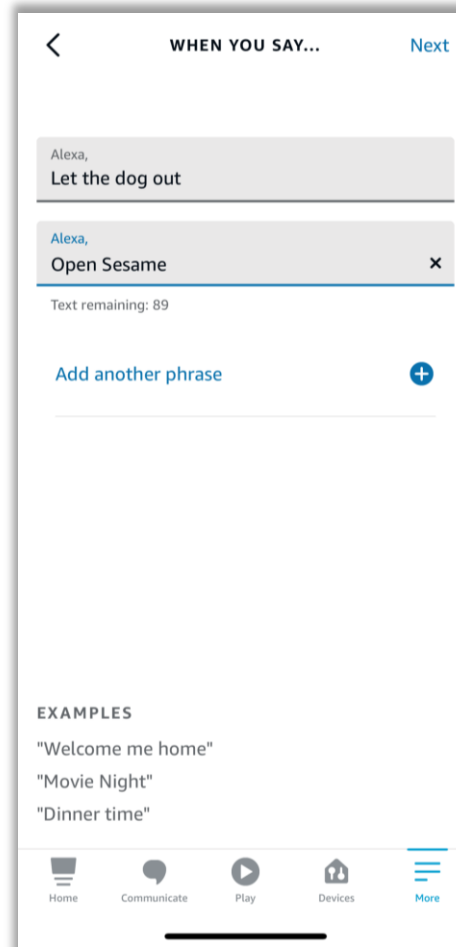 WHEN YOU SAY...
Next
Alexa,
Let the dog out
Alexa,
Open Sesame
Text remaining: 89
Add another phrase
EXAMPLES
"Welcome me home"
"Movie Night"
"Dinner time"
Home Communicate Play Devices More